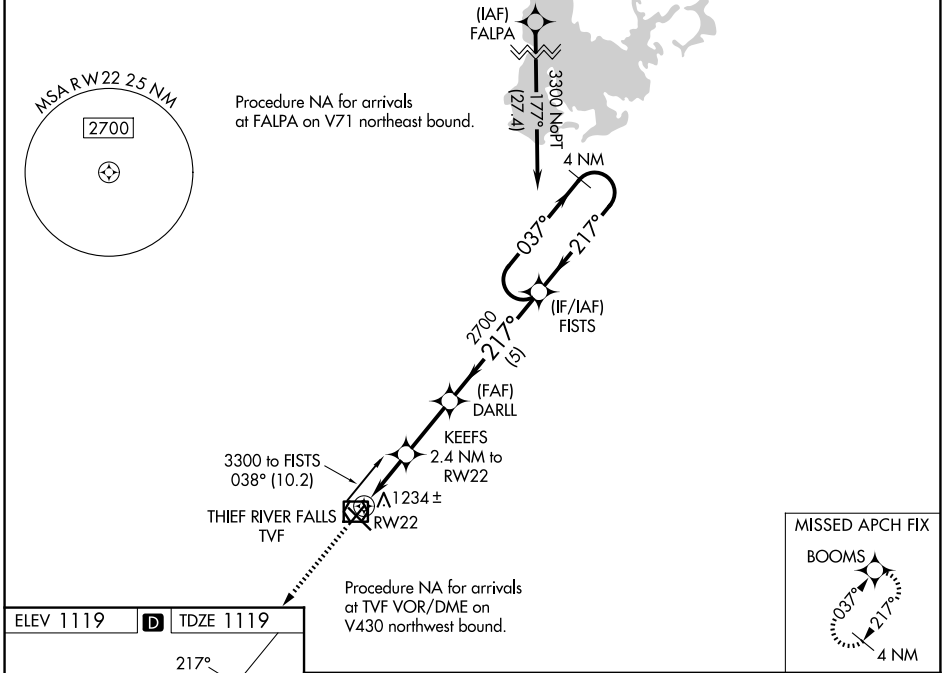 (IAF)
FALPA
MSA RW22 25 NM
2700
Procedure NA for arrivals
at FALPA on V71 northeast bound.
3300 NoPT
177°
(27.4)
4 NM
037°
217°
(IF/IAF)
FISTS
2700
217°
(5)
(FAF)
DARLL
KEEFS
2.4 NM to
RW22
3300 to FISTS
038° (10.2)
1234 ±
THIEF RIVER FALLS
TVF
RW22
MISSED APCH FIX
BOOMS
037°
217°
4 NM
Procedure NA for arrivals
at TVF VOR/DME on
V430 northwest bound.
ELEV 1119
D
TDZE 1119
217°